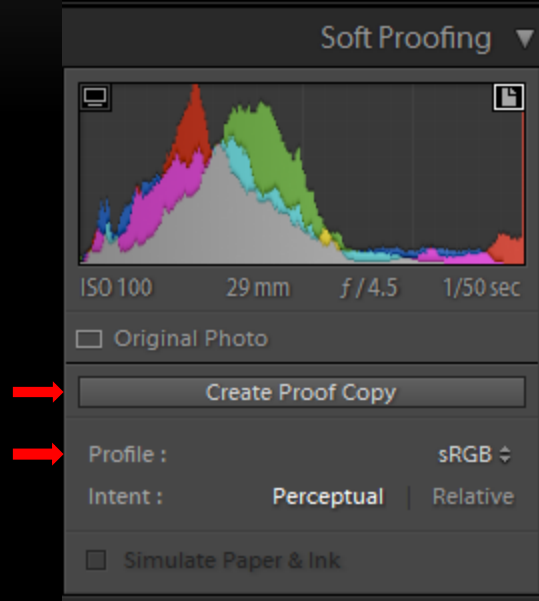 Soft Proofing
ISO 100 29 mm ƒ / 4.5 1/50 sec
Original Photo
Create Proof Copy
Profile : sRGB
Intent : Perceptual | Relative
Simulate Paper & Ink